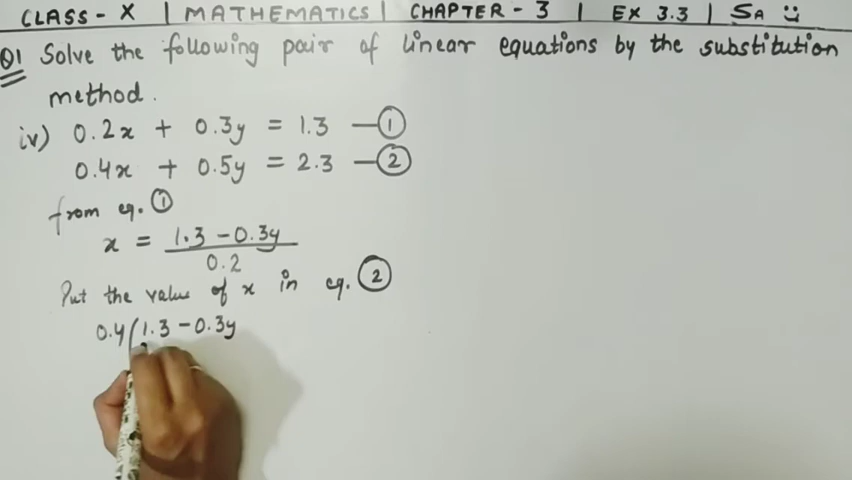 CLASS - X | MATHEMATICS | CHAPTER - 3 | EX 3.3 | SA
Q1 Solve the following pair of linear equations by the substitution
method.
iv) 0.2x + 0.3y = 1.3 —①
0.4x + 0.5y = 2.3 —②
from eq. ①
x = 1.3 - 0.3y / 0.2
Put the value of x in eq. ②
0.4(1.3 - 0.3y